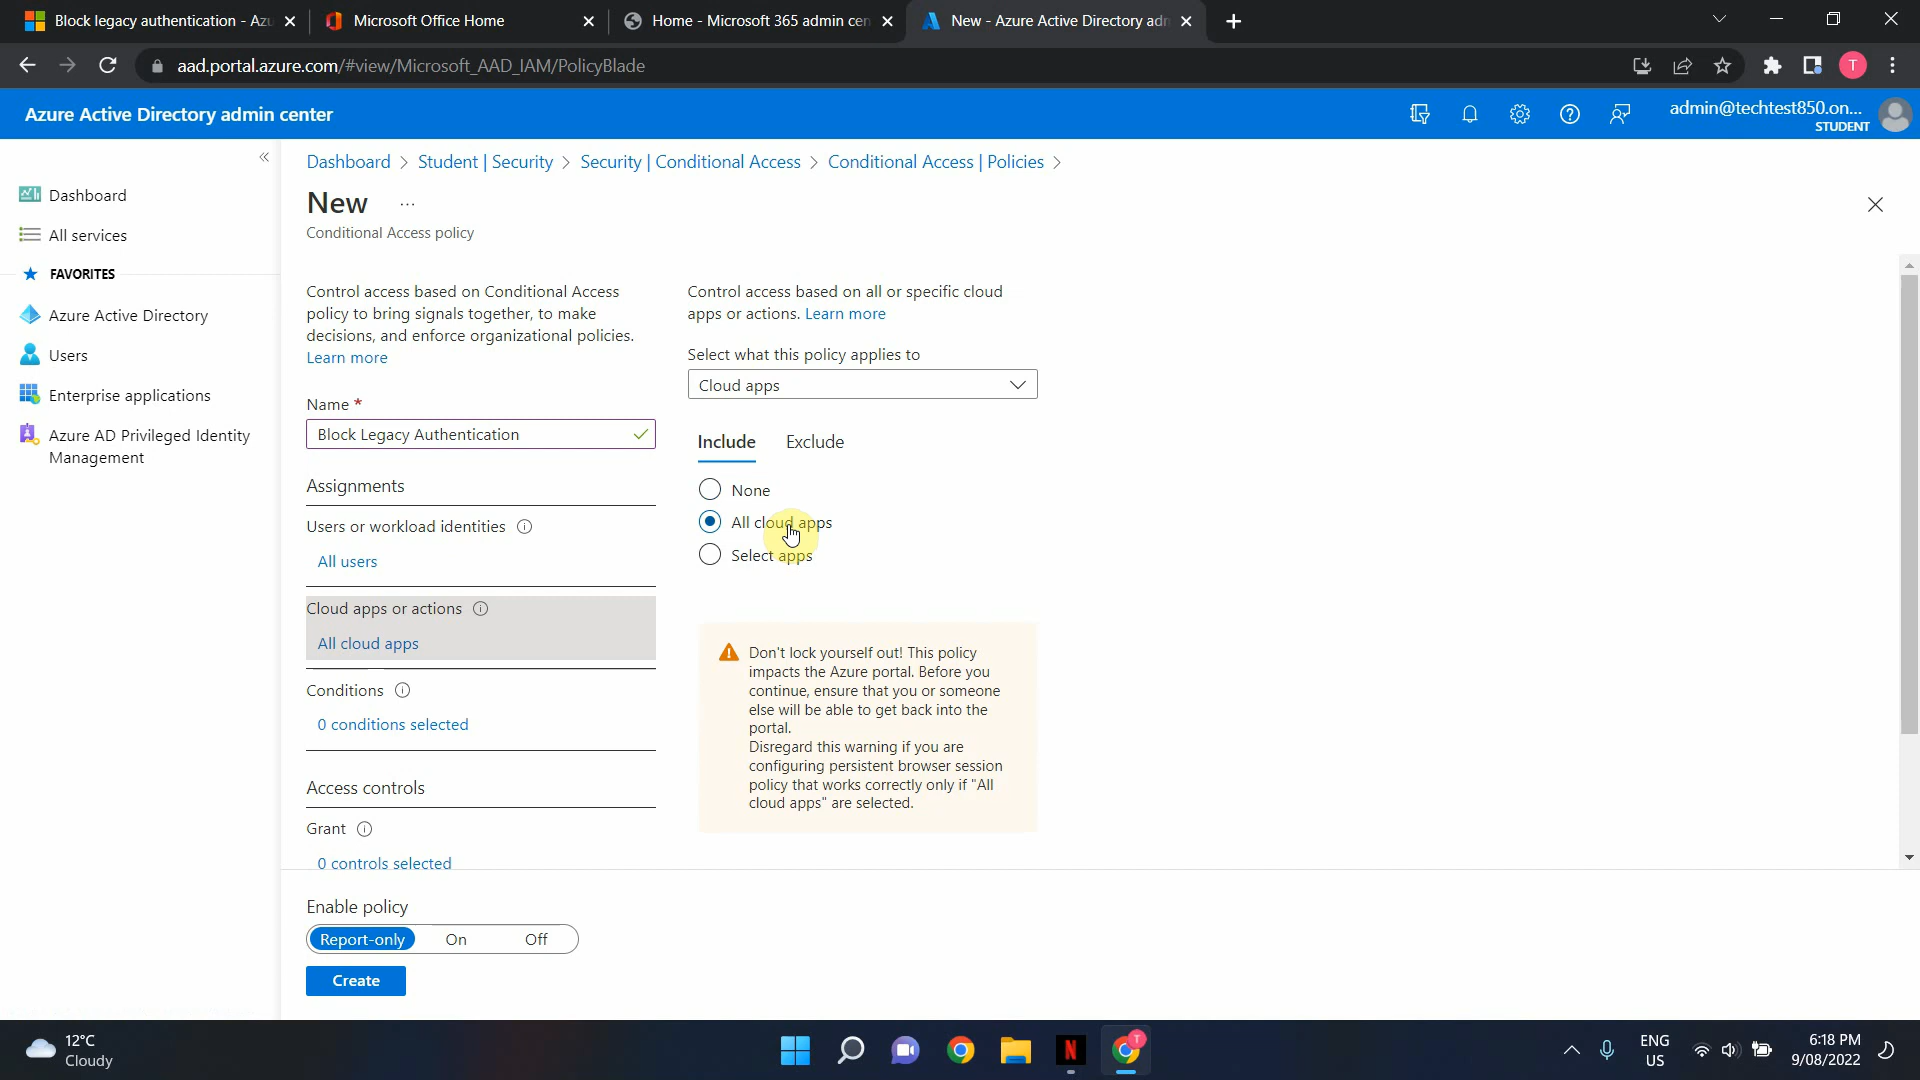 Block legacy authentication - Az
Microsoft Office Home
Home - Microsoft 365 admin cen
New - Azure Active Directory adm
aad.portal.azure.com/#view/Microsoft_AAD_IAM/PolicyBlade
T
Azure Active Directory admin center
admin@techtest850.on...
STUDENT
Dashboard
All services
FAVORITES
Azure Active Directory
Users
Enterprise applications
Azure AD Privileged Identity
Management
Dashboard > Student | Security > Security | Conditional Access > Conditional Access | Policies >
New ...
Conditional Access policy
Control access based on Conditional Access
policy to bring signals together, to make
decisions, and enforce organizational policies.
Learn more
Name *
Block Legacy Authentication
Assignments
Users or workload identities
All users
Cloud apps or actions
All cloud apps
Conditions
0 conditions selected
Access controls
Grant
0 controls selected
Control access based on all or specific cloud
apps or actions. Learn more
Select what this policy applies to
Cloud apps
Include Exclude
None
All cloud apps
Select apps
Don't lock yourself out! This policy
impacts the Azure portal. Before you
continue, ensure that you or someone
else will be able to get back into the
portal.
Disregard this warning if you are
configuring persistent browser session
policy that works correctly only if "All
cloud apps" are selected.
Enable policy
Report-only On Off
Create
12°C
Cloudy
N
T
ENG
US
6:18 PM
9/08/2022